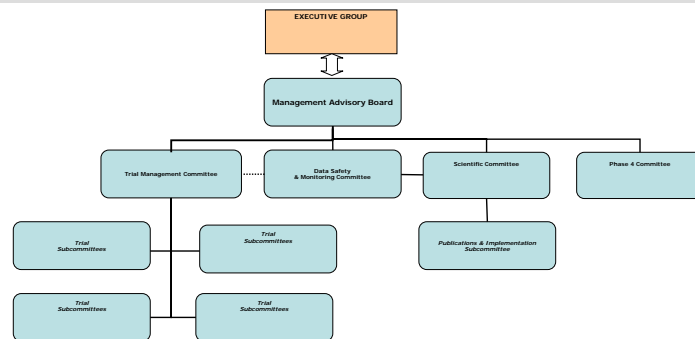 EXECUTIVE GROUP
Management Advisory Board
Trial Management Committee
Data Safety
& Monitoring Committee
Scientific Committee
Phase 4 Committee
Trial
Subcommittees
Trial
Subcommittees
Publications & Implementation
Subcommittee
Trial
Subcommittees
Trial
Subcommittees